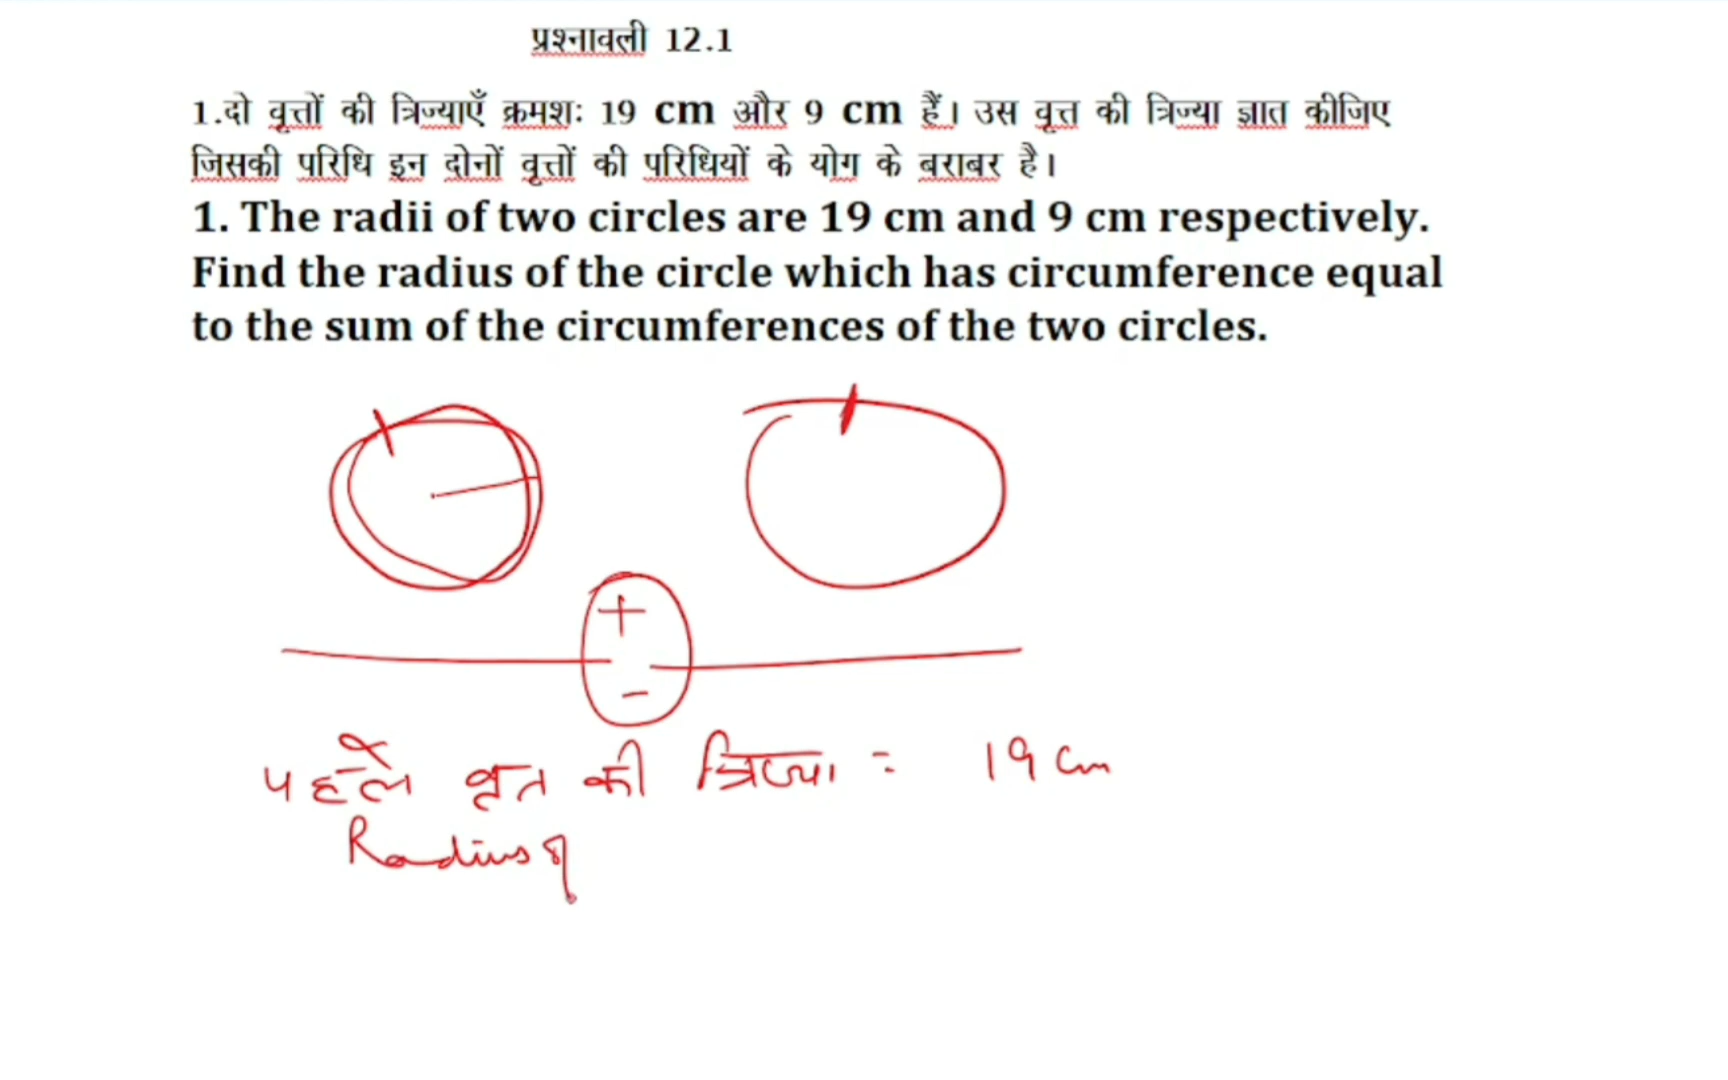 प्रश्नावली 12.1
1.दो वृत्तों की त्रिज्याएँ क्रमशः 19 cm और 9 cm हैं। उस वृत्त की त्रिज्या ज्ञात कीजिए
जिसकी परिधि इन दोनों वृत्तों की परिधियों के योग के बराबर है।
1. The radii of two circles are 19 cm and 9 cm respectively.
Find the radius of the circle which has circumference equal
to the sum of the circumferences of the two circles.
+
-
पहले वृत की त्रिज्या = 19 cm
Radius of